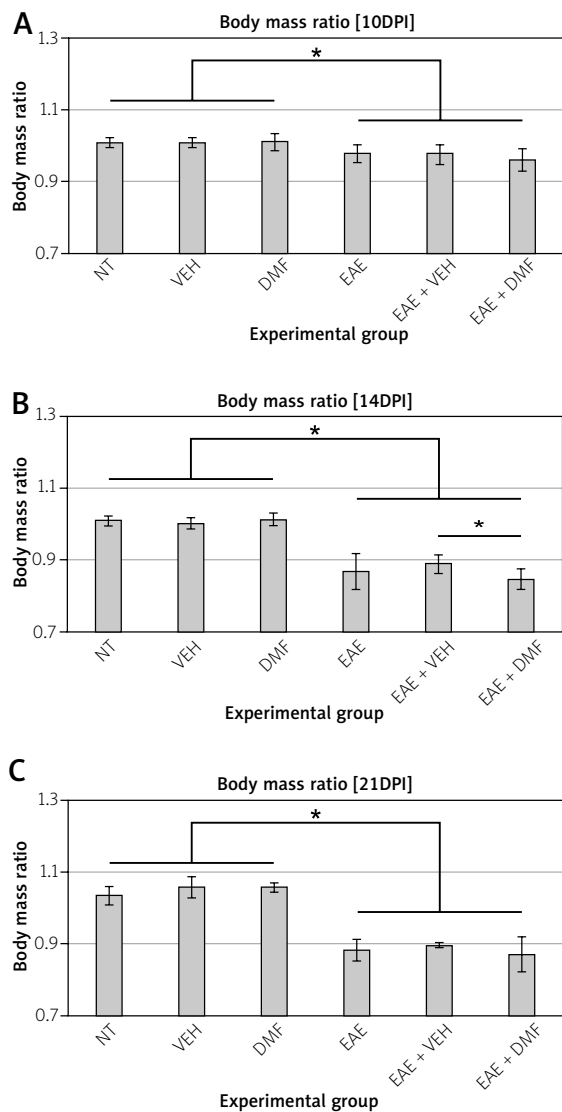 A
Body mass ratio [10DPI]
1.3
*
1.1
0.9
0.7
Body mass ratio
NT
VEH
DMF
EAE
EAE + VEH
EAE + DMF
Experimental group
B
Body mass ratio [14DPI]
1.3
*
1.1
*
0.9
0.7
Body mass ratio
NT
VEH
DMF
EAE
EAE + VEH
EAE + DMF
Experimental group
C
Body mass ratio [21DPI]
1.3
*
1.1
0.9
0.7
Body mass ratio
NT
VEH
DMF
EAE
EAE + VEH
EAE + DMF
Experimental group